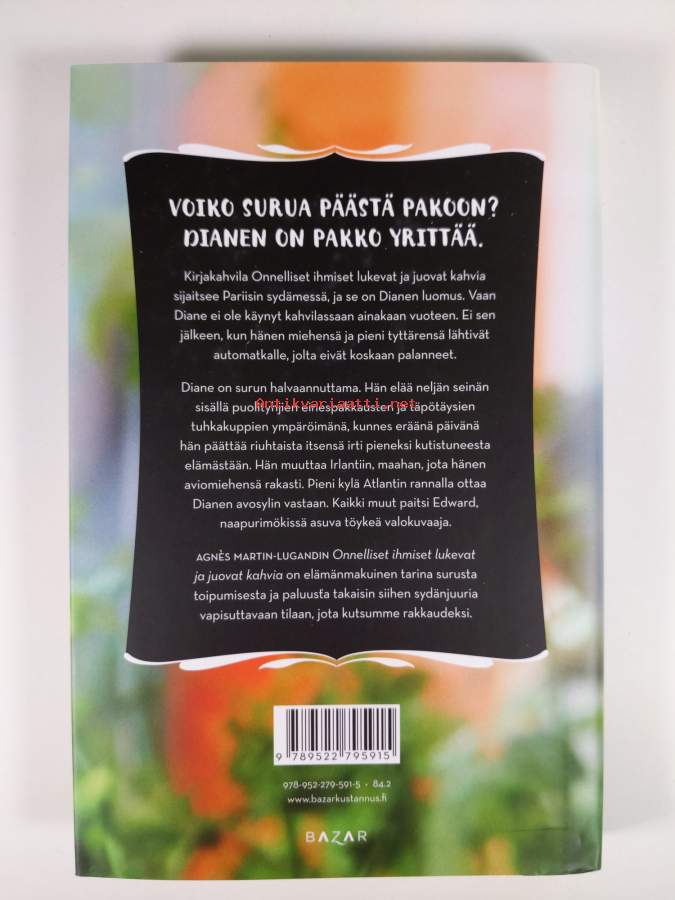 VOIKO SURUA PÄÄSTÄ PAKOON?
DIANEN ON PAKKO YRITTÄÄ.
Kirjakahvila Onnelliset ihmiset lukevat ja juovat kahvia
sijaitsee Pariisin sydämessä, ja se on Dianen luomus. Vaan
Diane ei ole käynyt kahvilassaan ainakaan vuoteen. Ei sen
jälkeen, kun hänen miehensä ja pieni tyttärensä lähtivät
automatkalle, jolta eivät koskaan palanneet.
Diane on surun halvaannuttama. Hän elää neljän seinän
Antikvariaatti.net
sisällä puolityhjien einespakkausten ja täpötäysien
tuhkakuppien ympäröimänä, kunnes eräänä päivänä
hän päättää riuhtaista itsensä irti pieneksi kutistuneesta
elämästään. Hän muuttaa Irlantiin, maahan, jota hänen
aviomiehensä rakasti. Pieni kylä Atlantin rannalla ottaa
Dianen avosylin vastaan. Kaikki muut paitsi Edward,
naapurimökissä asuva töykeä valokuvaaja.
AGNÈS MARTIN-LUGANDIN Onnelliset ihmiset lukevat
ja juovat kahvia on elämänmakuinen tarina surusta
toipumisesta ja paluusta takaisin siihen sydänjuuria
vapisuttavaan tilaan, jota kutsumme rakkaudeksi.
9 789522 795915
978-952-279-591-5 • 84.2
www.bazarkustannus.fi
BAZAR